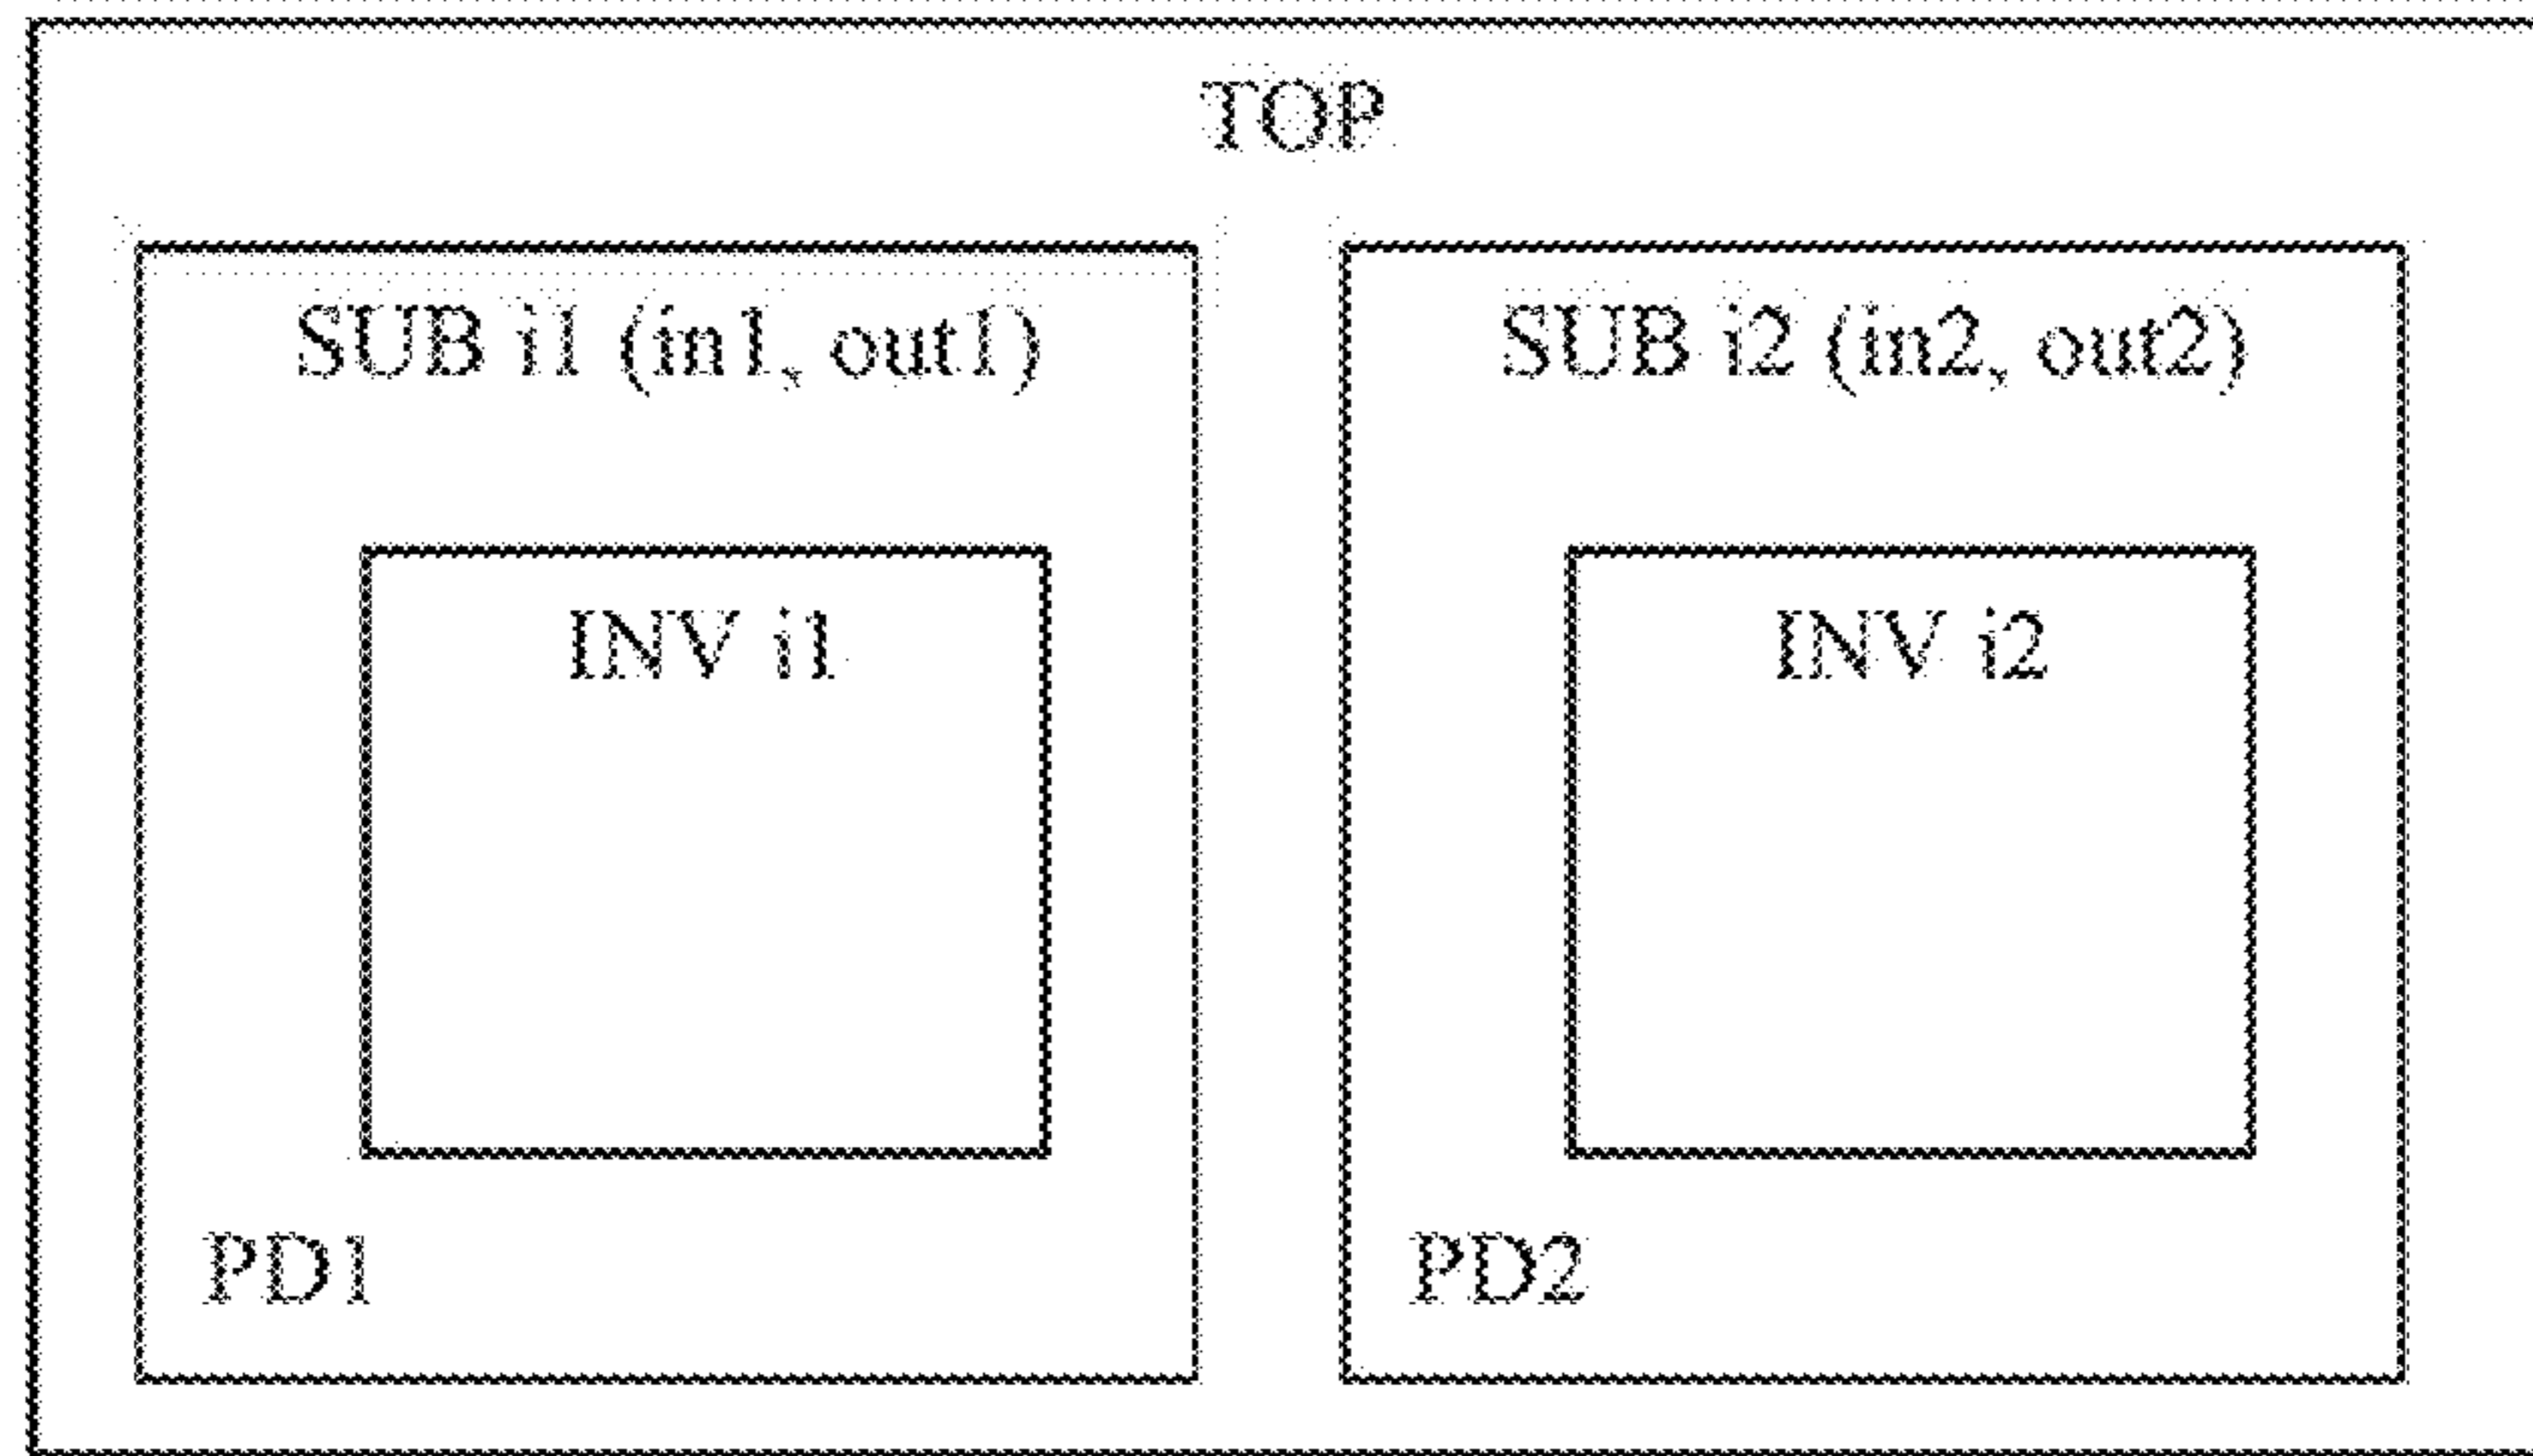 TOP
SUB i1 (in1, out1)
SUB i2 (in2, out2)
INV i1
INV i2
PD1
PD2